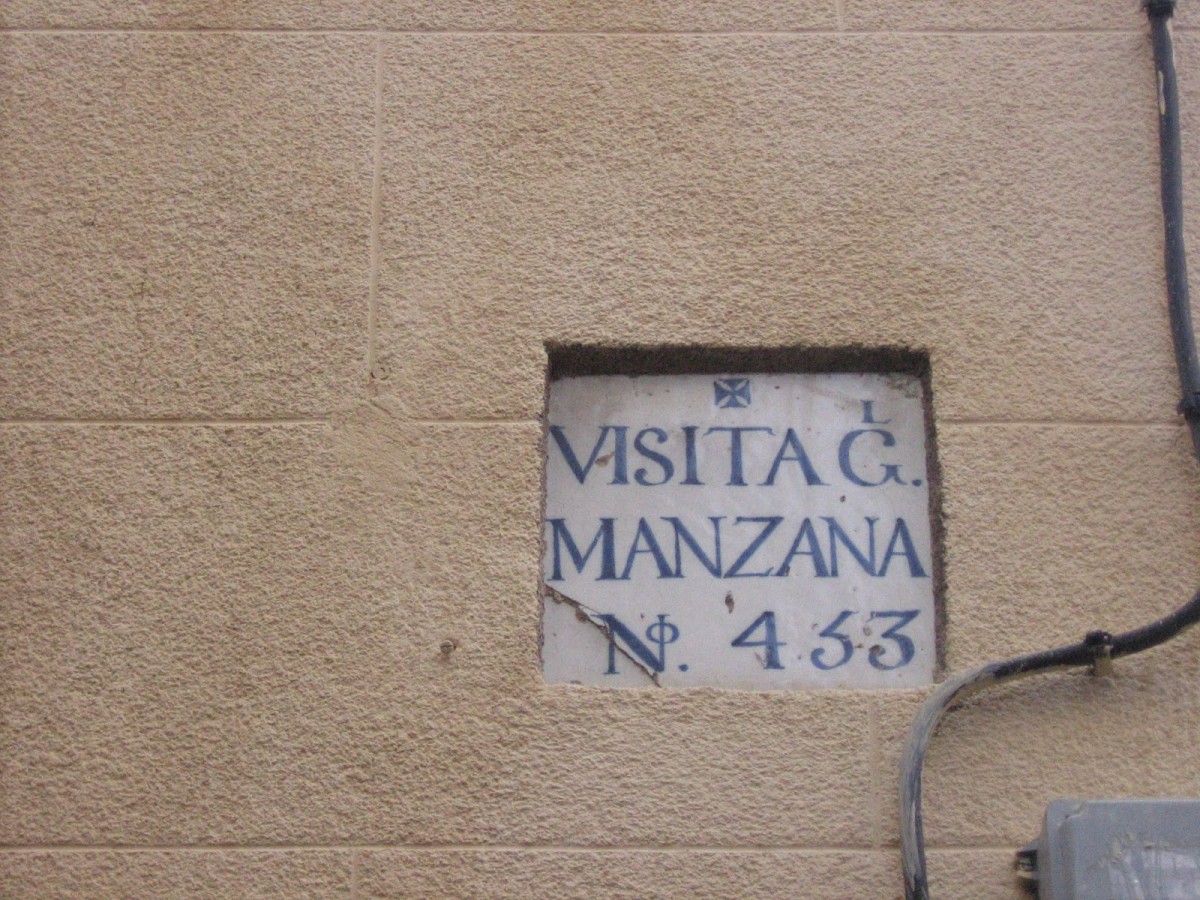 VISITA G.ᴸ
MANZANA
Nº. 453